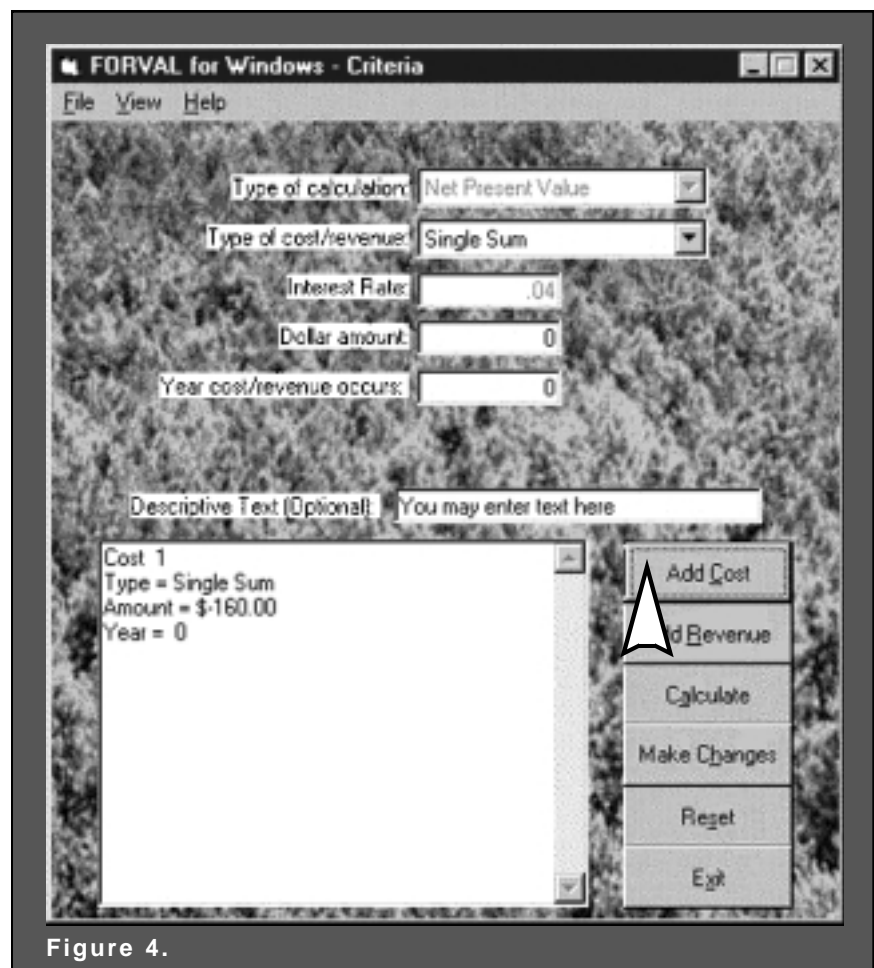 FORVAL for Windows - Criteria
File View Help
Type of calculation: Net Present Value
Type of cost/revenue: Single Sum
Interest Rate: .04
Dollar amount: 0
Year cost/revenue occurs: 0
Descriptive Text (Optional): You may enter text here
Cost 1
Type = Single Sum
Amount = $-160.00
Year = 0
Add Cost
d Revenue
Calculate
Make Changes
Reset
Exit
Figure 4.